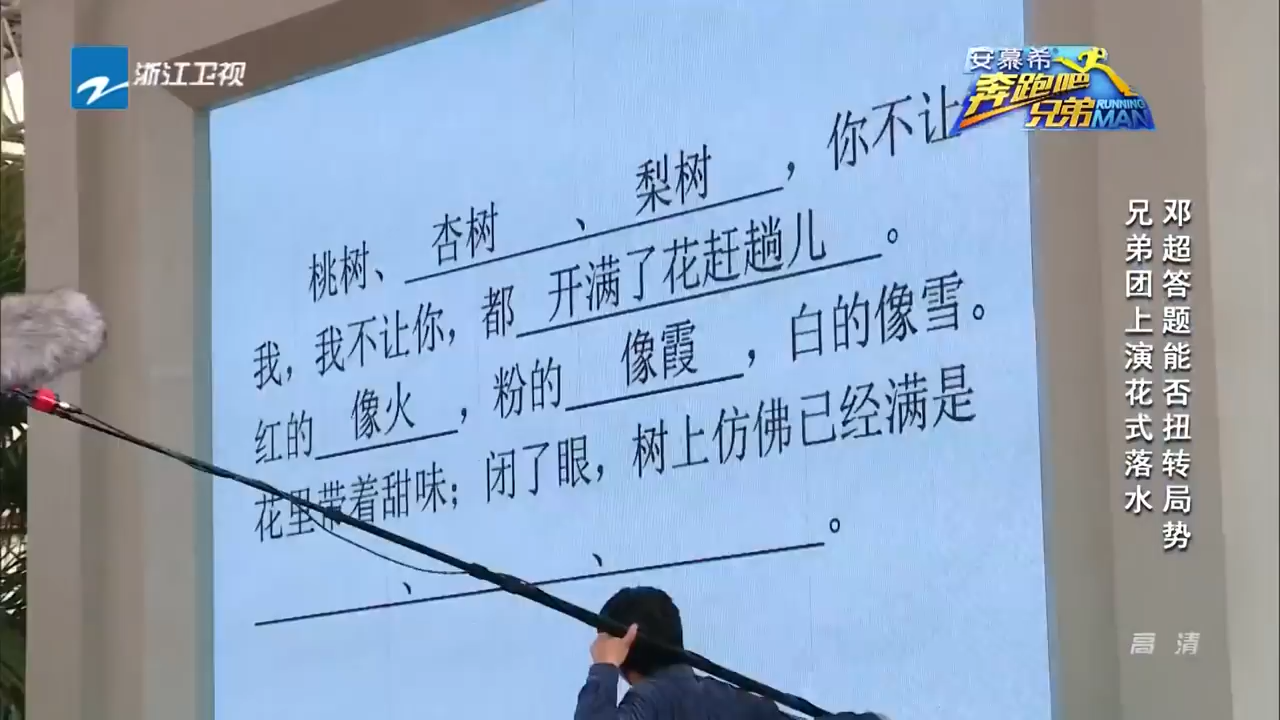 浙江卫视
安慕希
奔跑吧
兄弟
RUNNING
MAN
桃树、杏树、梨树，你不让
我，我不让你，都开满了花赶趟儿。
红的像火，粉的像霞，白的像雪。
花里带着甜味；闭了眼，树上仿佛已经满是
、、。
邓超答题能否扭转局势
兄弟团上演花式落水
高清